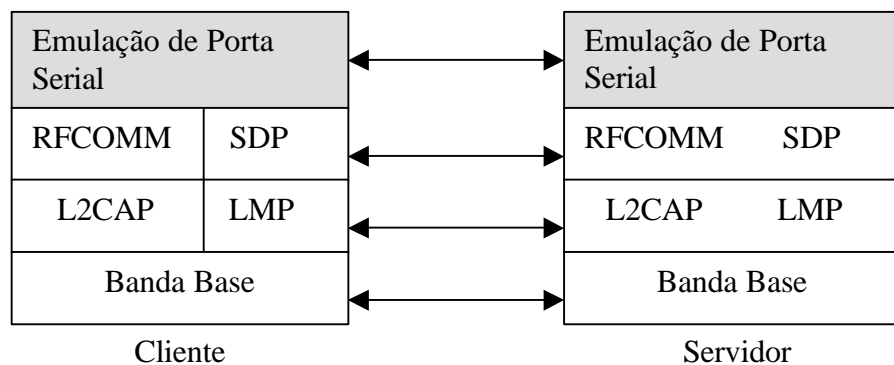 Emulação de Porta
Serial
RFCOMM SDP
L2CAP LMP
Banda Base
Cliente
Emulação de Porta
Serial
RFCOMM SDP
L2CAP LMP
Banda Base
Servidor